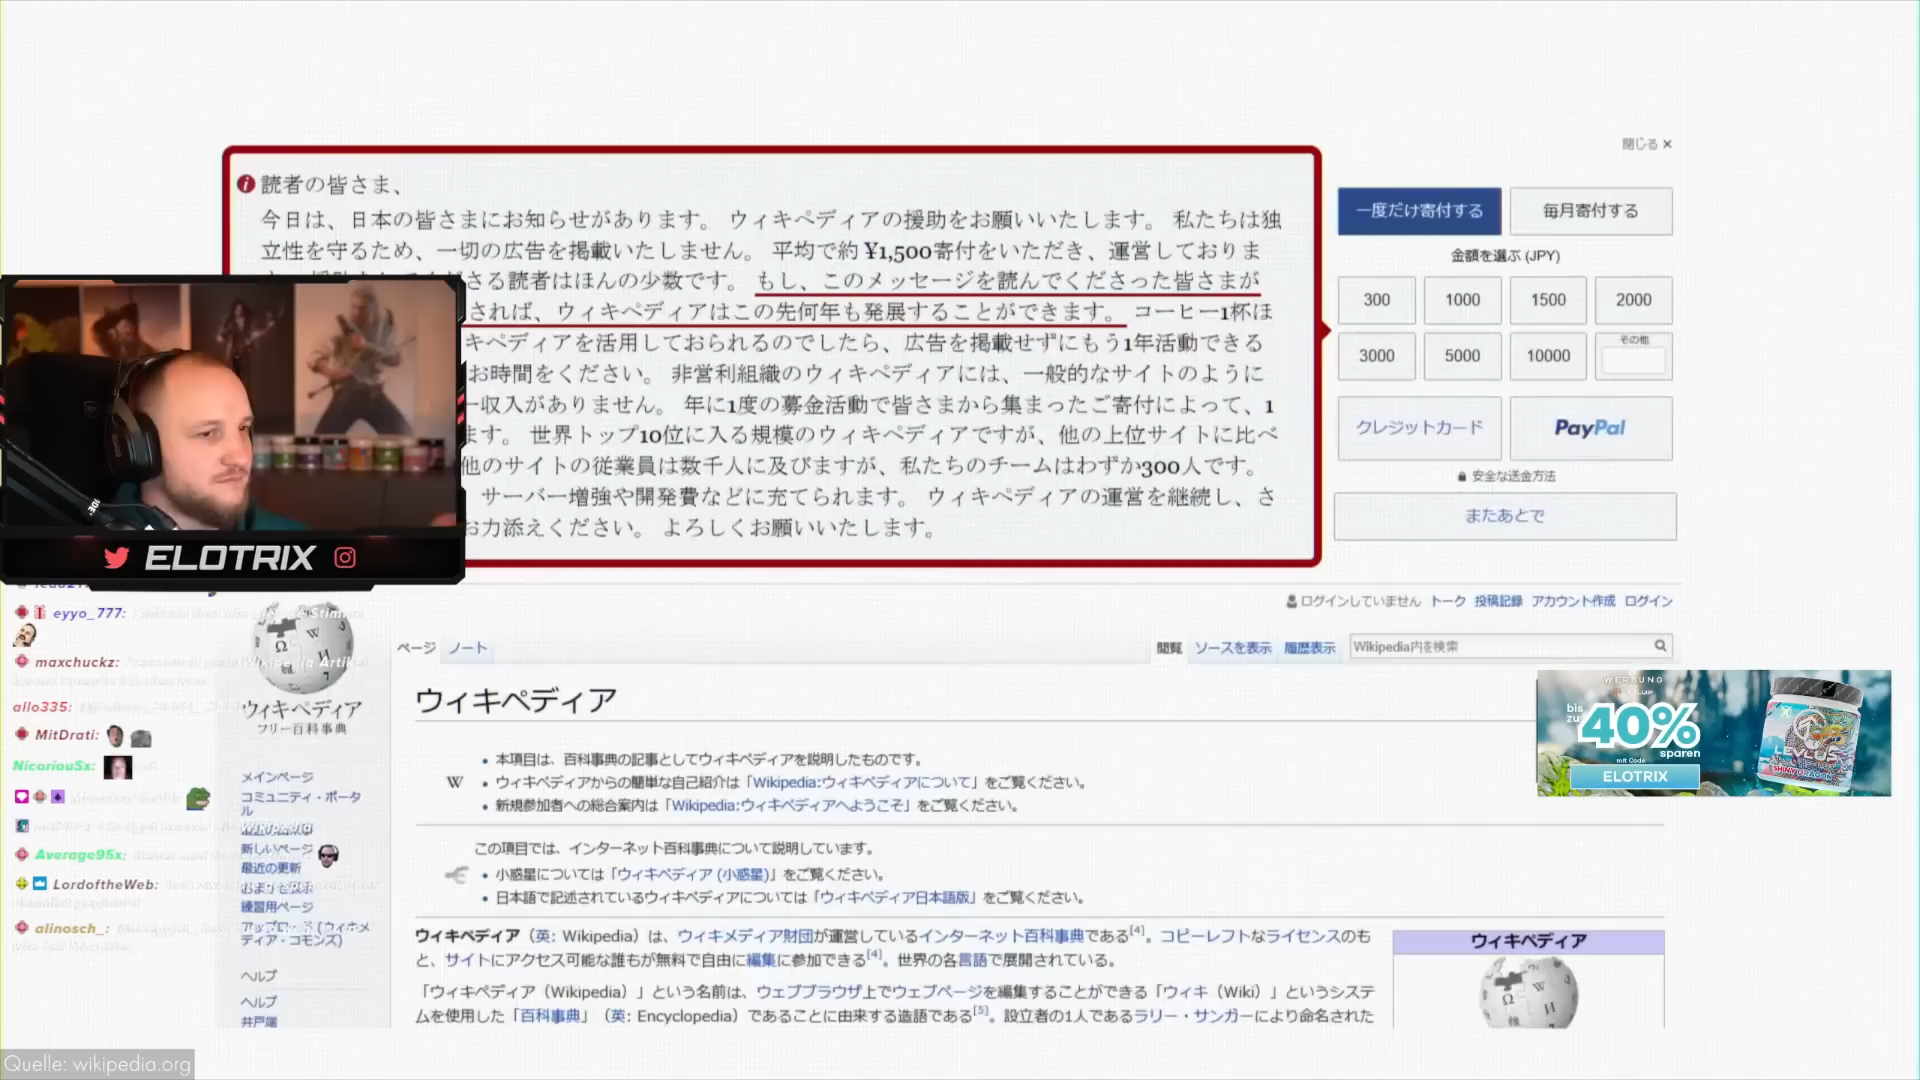 閉じる ×
読者の皆さま、
今日は、日本の皆さまにお知らせがあります。 ウィキペディアの援助をお願いいたします。 私たちは独
立性を守るため、一切の広告を掲載いたしません。 平均で約 ¥1,500寄付をいただき、運営しておりま
さる読者はほんの少数です。 もし、このメッセージを読んでくださった皆さまが
されば、ウィキペディアはこの先何年も発展することができます。 コーヒー1杯ほ
キペディアを活用しておられるのでしたら、広告を掲載せずにもう1年活動できる
お時間をください。 非営利組織のウィキペディアには、一般的なサイトのように
ー収入がありません。 年に1度の募金活動で皆さまから集まったご寄付によって、1
ます。 世界トップ10位に入る規模のウィキペディアですが、他の上位サイトに比べ
他のサイトの従業員は数千人に及びますが、私たちのチームはわずか300人です。
サーバー増強や開発費などに充てられます。 ウィキペディアの運営を継続し、さ
お力添えください。 よろしくお願いいたします。
一度だけ寄付する 毎月寄付する
金額を選ぶ (JPY)
300 1000 1500 2000
3000 5000 10000 その他
クレジットカード PayPal
安全な送金方法
またあとで
ELOTRIX
ログインしていません トーク 投稿記録 アカウント作成 ログイン
eyyo_777:
maxchuckz:
allo335:
MitDrati:
NicoriouSx:
Average95x:
LordoftheWeb:
alinosch_:
ウィキペディア
フリー百科事典
メインページ
コミュニティ・ポータ
ル
新しいページ
最近の更新
おまかせ表示
練習用ページ
アップロード (ウィキメ
ディア・コモンズ)
ヘルプ
ヘルプ
井戸端
ページ ノート 閲覧 ソースを表示 履歴表示 Wikipedia内を検索
ウィキペディア
本項目は、百科事典の記事としてウィキペディアを説明したものです。
W
ウィキペディアからの簡単な自己紹介は「Wikipedia:ウィキペディアについて」をご覧ください。
新規参加者への総合案内は「Wikipedia:ウィキペディアへようこそ」をご覧ください。
この項目では、インターネット百科事典について説明しています。
小惑星については「ウィキペディア (小惑星)」をご覧ください。
日本語で記述されているウィキペディアについては「ウィキペディア日本語版」をご覧ください。
ウィキペディア（英: Wikipedia）は、ウィキメディア財団が運営しているインターネット百科事典である[4]。コピーレフトなライセンスのも
と、サイトにアクセス可能な誰もが無料で自由に編集に参加できる[4]。世界の各言語で展開されている。
「ウィキペディア（Wikipedia）」という名前は、ウェブブラウザ上でウェブページを編集することができる「ウィキ（Wiki）」というシステ
ムを使用した「百科事典」（英: Encyclopedia）であることに由来する造語である[5]。設立者の1人であるラリー・サンガーにより命名された
ウィキペディア
WERBUNG
bis zu 40% sparen
mit Code
ELOTRIX
LEVLUP
SHINY DRAGON
Quelle: wikipedia.org